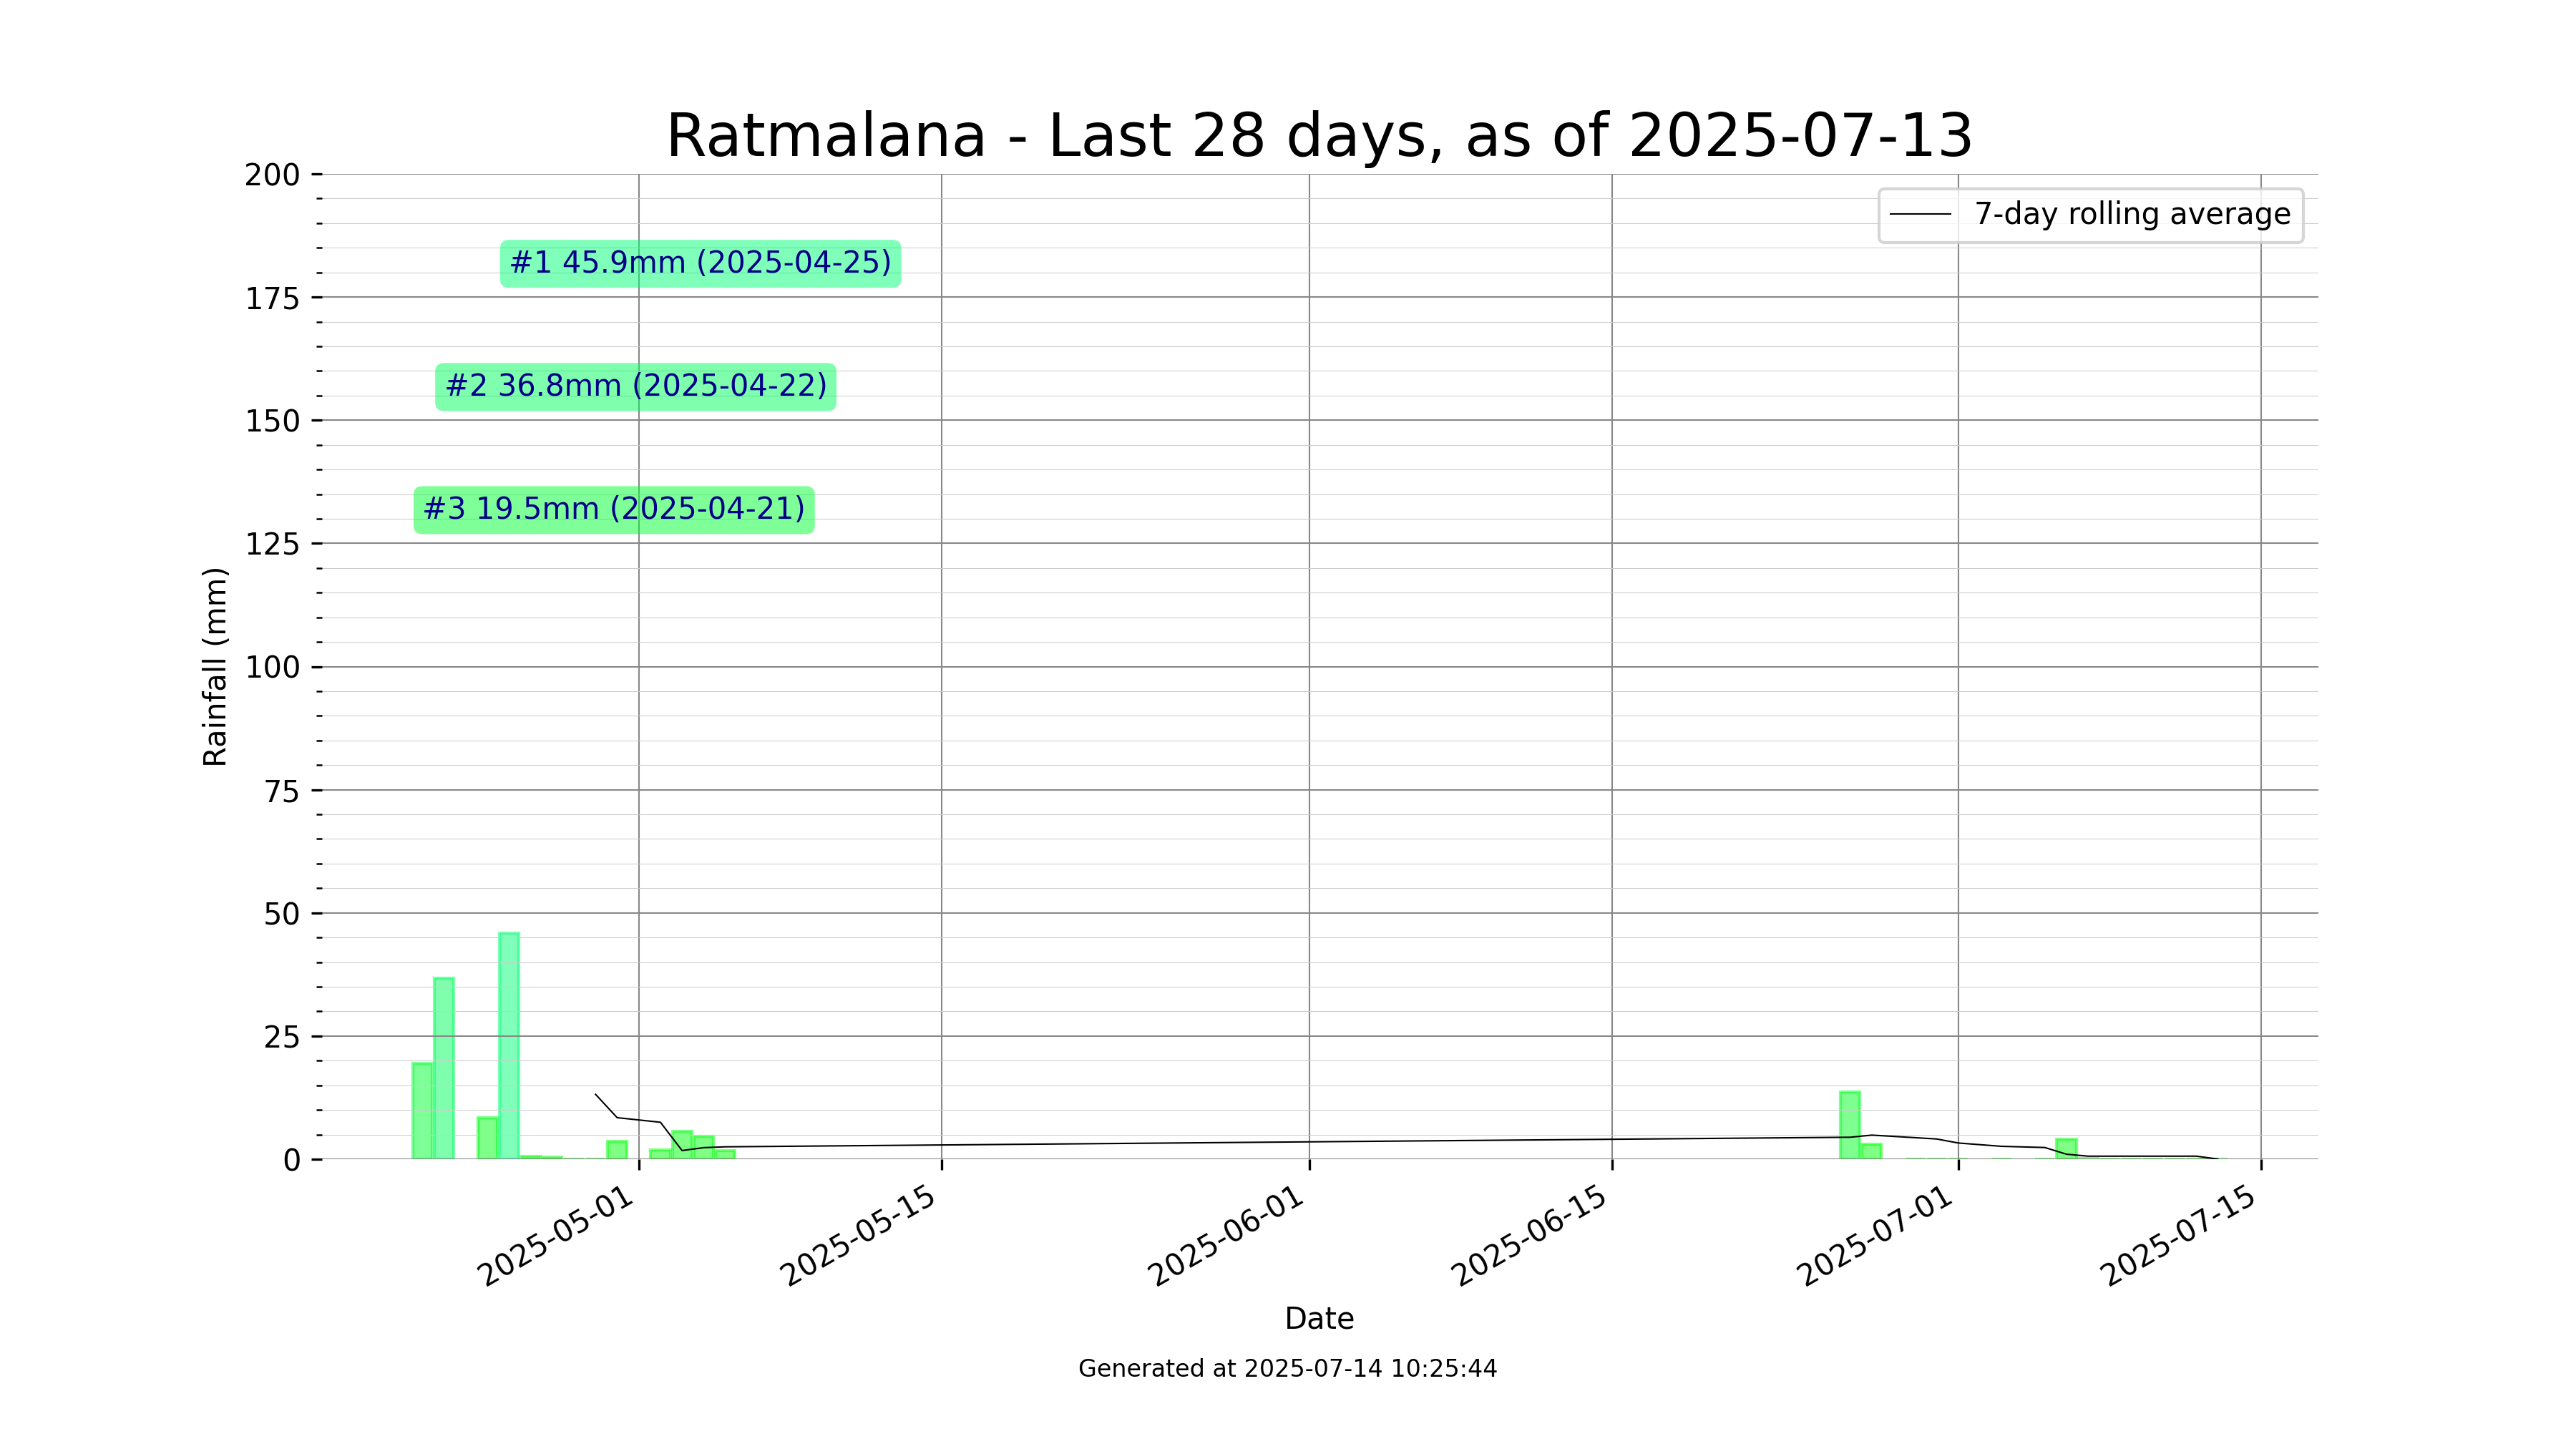 Ratmalana - Last 28 days, as of 2025-07-13
200
175
150
125
100
75
50
25
0
Rainfall (mm)
7-day rolling average
#1 45.9mm (2025-04-25)
#2 36.8mm (2025-04-22)
#3 19.5mm (2025-04-21)
2025-05-01
2025-05-15
2025-06-01
2025-06-15
2025-07-01
2025-07-15
Date
Generated at 2025-07-14 10:25:44